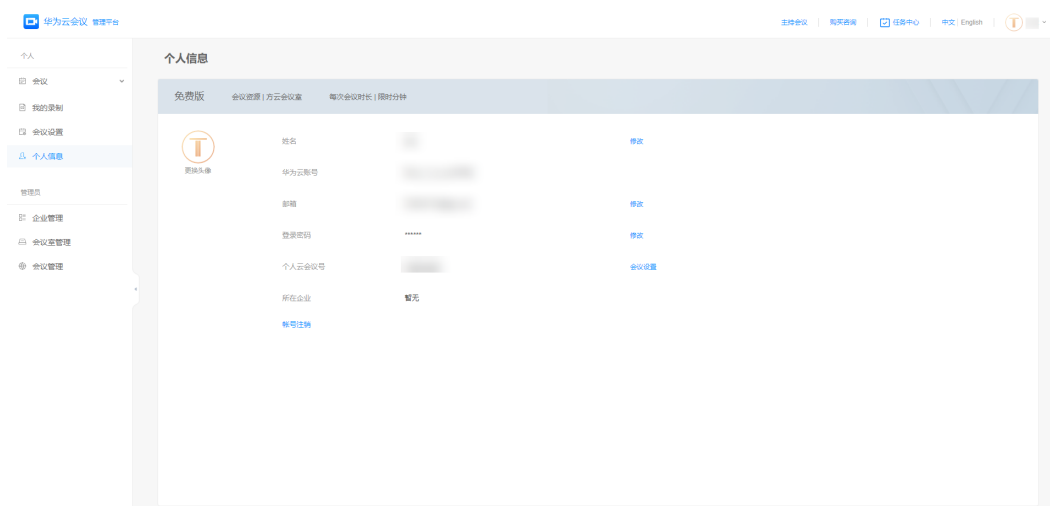 华为云会议 管理平台
主持会议 购买咨询 任务中心 中文 | English
个人
会议
我的录制
会议设置
个人信息
管理员
企业管理
会议室管理
会议管理
个人信息
免费版 会议资源 | 方云会议室 每次会议时长 | 限时分钟
T
更换头像
姓名 修改
华为云账号
邮箱 修改
登录密码 ****** 修改
个人云会议号 会议设置
所在企业 暂无
帐号注销